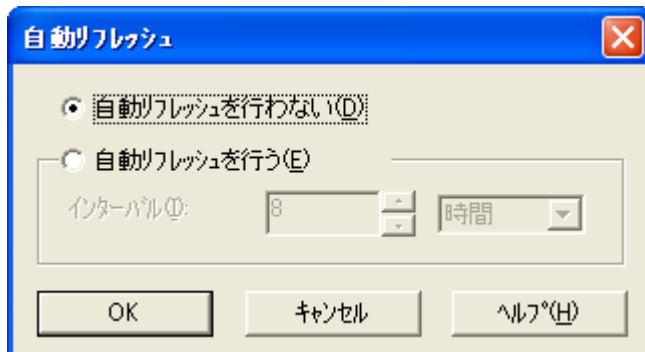 自動リフレッシュ
自動リフレッシュを行わない(D)
自動リフレッシュを行う(E)
インターバル(I): 8 時間
OK キャンセル ヘルプ(H)